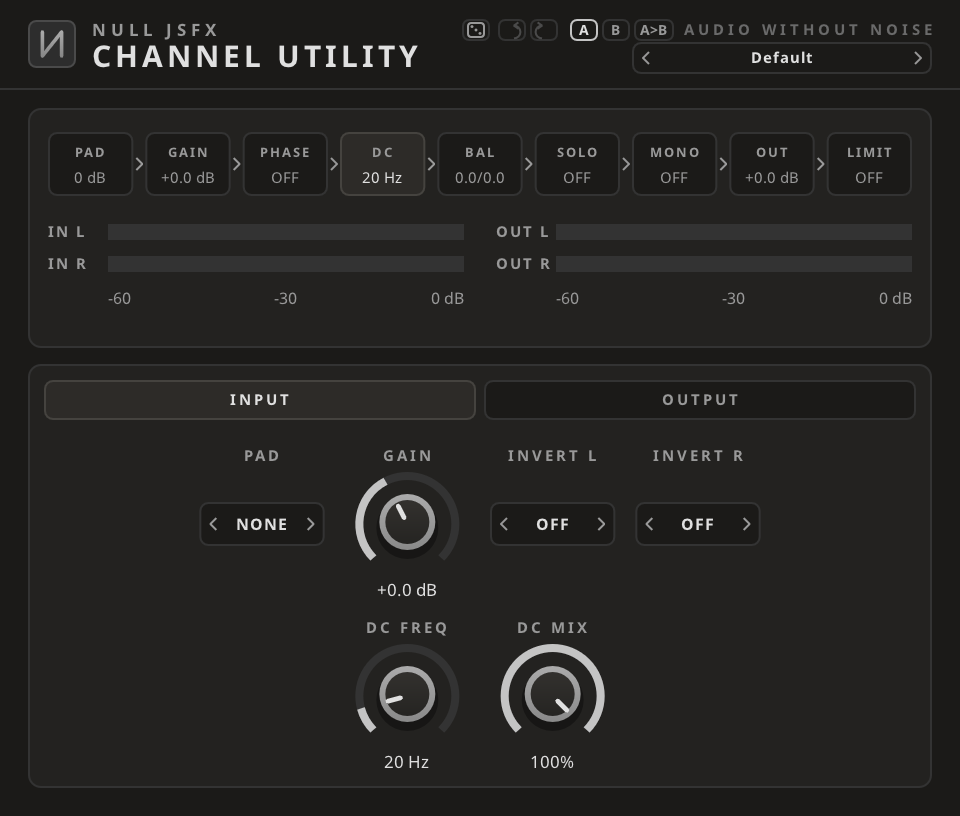 NULL JSFX
CHANNEL UTILITY
A B A>B AUDIO WITHOUT NOISE
Default
PAD GAIN PHASE DC BAL SOLO MONO OUT LIMIT
0 dB +0.0 dB OFF 20 Hz 0.0/0.0 OFF OFF +0.0 dB OFF
IN L OUT L
IN R OUT R
-60 -30 0 dB -60 -30 0 dB
INPUT OUTPUT
PAD GAIN INVERT L INVERT R
NONE OFF OFF
+0.0 dB
DC FREQ DC MIX
20 Hz 100%